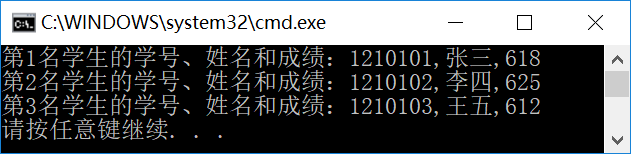 C:\WINDOWS\system32\cmd.exe
第1名学生的学号、姓名和成绩：1210101,张三,618
第2名学生的学号、姓名和成绩：1210102,李四,625
第3名学生的学号、姓名和成绩：1210103,王五,612
请按任意键继续. . .